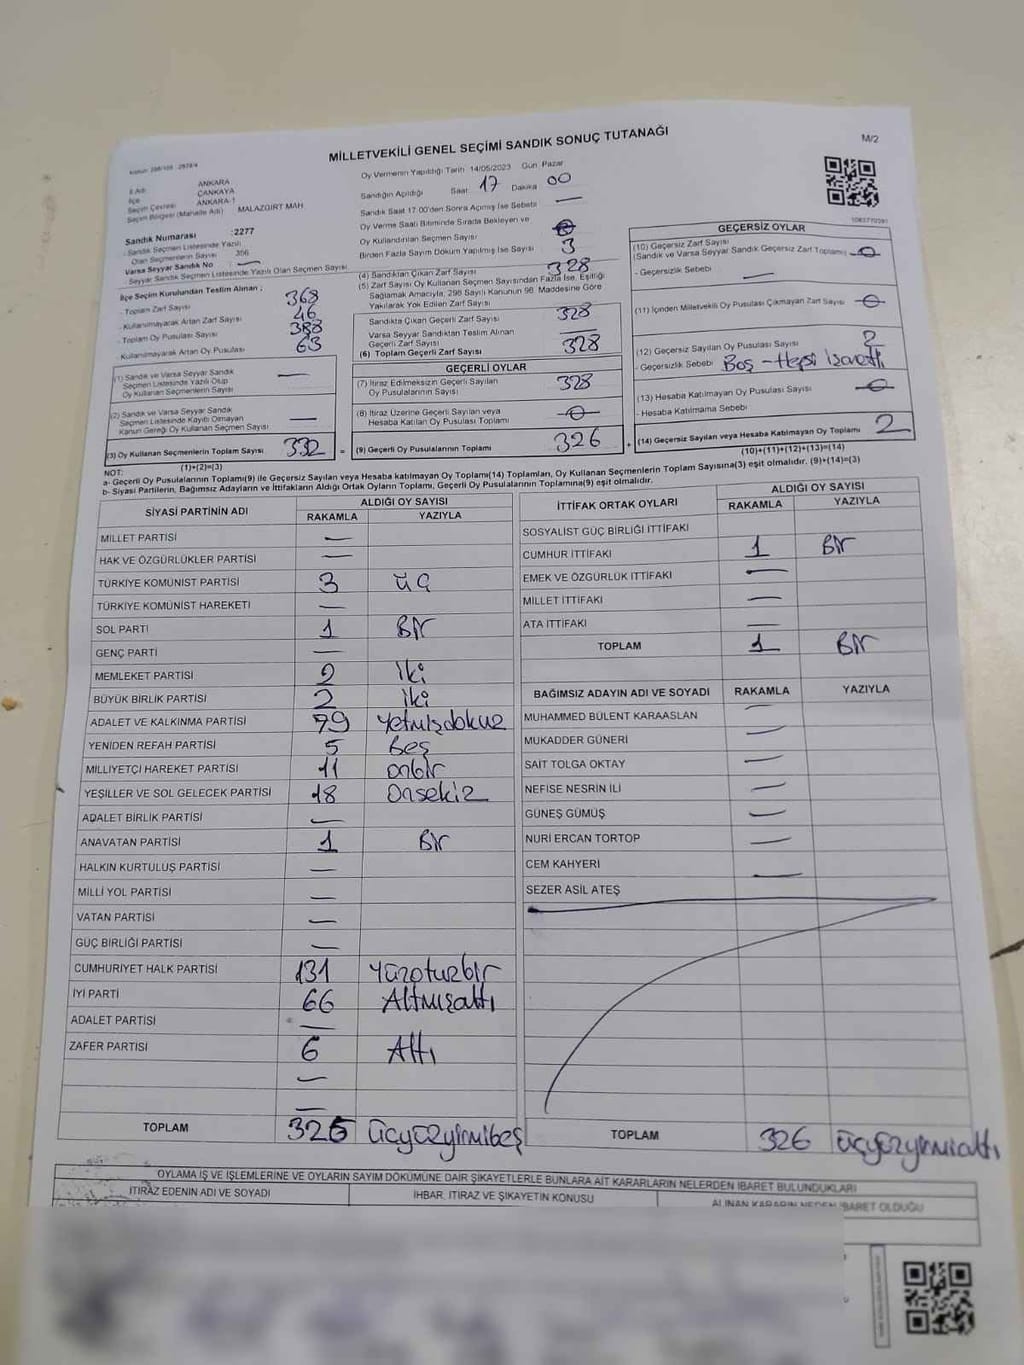 MİLLETVEKİLİ GENEL SEÇİMİ SANDIK SONUÇ TUTANAĞI
M/2
İl Adı ANKARA
İlçe ÇANKAYA
Seçim Çevresi ANKARA-1
Seçim Bölgesi (Mahalle Adı) MALAZGİRT MAH.
Sandık Numarası :2277
- Sandık Seçmen Listesinde Yazılı
Olan Seçmenlerin Sayısı 356
Varsa Seyyar Sandık No —
- Seyyar Sandık Seçmen Listesinde Yazılı Olan Seçmen Sayısı
İlçe Seçim Kurulundan Teslim Alınan ;
- Toplam Zarf Sayısı 368
- Kullanılmayarak Artan Zarf Sayısı 46
- Toplam Oy Pusulası Sayısı 388
- Kullanılmayarak Artan Oy Pusulası 63
(1) Sandık ve Varsa Seyyar Sandık
Seçmen Listesinde Yazılı Olup
Oy Kullanan Seçmenlerin Sayısı —
(2) Sandık ve Varsa Seyyar Sandık
Seçmen Listesinde Kaydı Olmayan
Kanun Gereği Oy Kullanan Seçmen Sayısı —
(3) Oy Kullanan Seçmenlerin Toplam Sayısı 332
(1)+(2)=(3)
Oy Vermenin Yapıldığı Tarih 14/05/2023 Gün Pazar
Sandığın Açıldığı Saat 17 Dakika 00
Sandık Saat 17.00'den Sonra Açılmış İse Sebebi —
Oy Verme Saati Bitiminde Sırada Bekleyen ve
Oy Kullandırılan Seçmen Sayısı
Birden Fazla Sayım Döküm Yapılmış İse Sayısı 3
(4) Sandıktan Çıkan Zarf Sayısı 328
(5) Zarf Sayısı Oy Kullanan Seçmen Sayısından Fazla İse, Eşitliği
Sağlamak Amacıyla, 298 Sayılı Kanunun 98. Maddesine Göre
Yakılarak Yok Edilen Zarf Sayısı
Sandıkta Çıkan Geçerli Zarf Sayısı 328
Varsa Seyyar Sandıktan Teslim Alınan
Geçerli Zarf Sayısı —
(6) Toplam Geçerli Zarf Sayısı 328
GEÇERLİ OYLAR
(7) İtiraz Edilmeksizin Geçerli Sayılan
Oy Pusulalarının Sayısı 328
(8) İtiraz Üzerine Geçerli Sayılan veya
Hesaba Katılan Oy Pusulası Toplamı
= (9) Geçerli Oy Pusulalarının Toplamı 326
GEÇERSİZ OYLAR
(10) Geçersiz Zarf Sayısı
(Sandık ve Varsa Seyyar Sandık Geçersiz Zarf Toplamı)
- Geçersizlik Sebebi —
(11) İçinden Milletvekili Oy Pusulası Çıkmayan Zarf Sayısı
(12) Geçersiz Sayılan Oy Pusulası Sayısı 2
- Geçersizlik Sebebi Boş - Hepsi
(13) Hesaba Katılmayan Oy Pusulası Sayısı
- Hesaba Katılmama Sebebi
+ (14) Geçersiz Sayılan veya Hesaba Katılmayan Oy Toplamı 2
(10)+(11)+(12)+(13)=(14)
NOT:
a- Geçerli Oy Pusulalarının Toplamı(9) ile Geçersiz Sayılan veya Hesaba katılmayan Oy Toplamı(14) Toplamları, Oy Kullanan Seçmenlerin Toplam Sayısına(3) eşit olmalıdır. (9)+(14)=(3)
b- Siyasi Partilerin, Bağımsız Adayların ve İttifakların Aldığı Ortak Oyların Toplamı, Geçerli Oy Pusulalarının Toplamına(9) eşit olmalıdır.
SİYASİ PARTİNİN ADI ALDIĞI OY SAYISI
RAKAMLA YAZIYLA
MİLLET PARTİSİ —
HAK VE ÖZGÜRLÜKLER PARTİSİ —
TÜRKİYE KOMÜNİST PARTİSİ 3 üç
TÜRKİYE KOMÜNİST HAREKETİ —
SOL PARTİ 1 Bir
GENÇ PARTİ —
MEMLEKET PARTİSİ 2 İki
BÜYÜK BİRLİK PARTİSİ 2 İki
ADALET VE KALKINMA PARTİSİ 79 Yetmişdokuz
YENİDEN REFAH PARTİSİ 5 Beş
MİLLİYETÇİ HAREKET PARTİSİ 11 onbir
YEŞİLLER VE SOL GELECEK PARTİSİ 18 Onsekiz
ADALET BİRLİK PARTİSİ —
ANAVATAN PARTİSİ 1 Bir
HALKIN KURTULUŞ PARTİSİ —
MİLLİ YOL PARTİSİ —
VATAN PARTİSİ —
GÜÇ BİRLİĞİ PARTİSİ —
CUMHURİYET HALK PARTİSİ 131 Yüzotuzbir
İYİ PARTİ 66 Altmışaltı
ADALET PARTİSİ —
ZAFER PARTİSİ 6 Altı
—
—
TOPLAM 325 üçyüzyirmibeş
İTTİFAK ORTAK OYLARI ALDIĞI OY SAYISI
RAKAMLA YAZIYLA
SOSYALİST GÜÇ BİRLİĞİ İTTİFAKI
CUMHUR İTTİFAKI 1 Bir
EMEK VE ÖZGÜRLÜK İTTİFAKI —
MİLLET İTTİFAKI —
ATA İTTİFAKI —
TOPLAM 1 Bir
BAĞIMSIZ ADAYIN ADI VE SOYADI RAKAMLA YAZIYLA
MUHAMMED BÜLENT KARAASLAN —
MUKADDER GÜNERİ —
SAİT TOLGA OKTAY —
NEFİSE NESRİN İLİ —
GÜNEŞ GÜMÜŞ —
NURİ ERCAN TORTOP —
CEM KAHYERİ —
SEZER ASİL ATEŞ
TOPLAM 326 üçyüzyirmialtı
OYLAMA İŞ VE İŞLEMLERİNE VE OYLARIN SAYIM DÖKÜMÜNE DAİR ŞİKAYETLERLE BUNLARA AİT KARARLARIN NELERDEN İBARET BULUNDUKLARI
İTİRAZ EDENİN ADI VE SOYADI İHBAR, İTİRAZ VE ŞİKAYETİN KONUSU ALINAN KARARIN NEDEN İBARET OLDUĞU